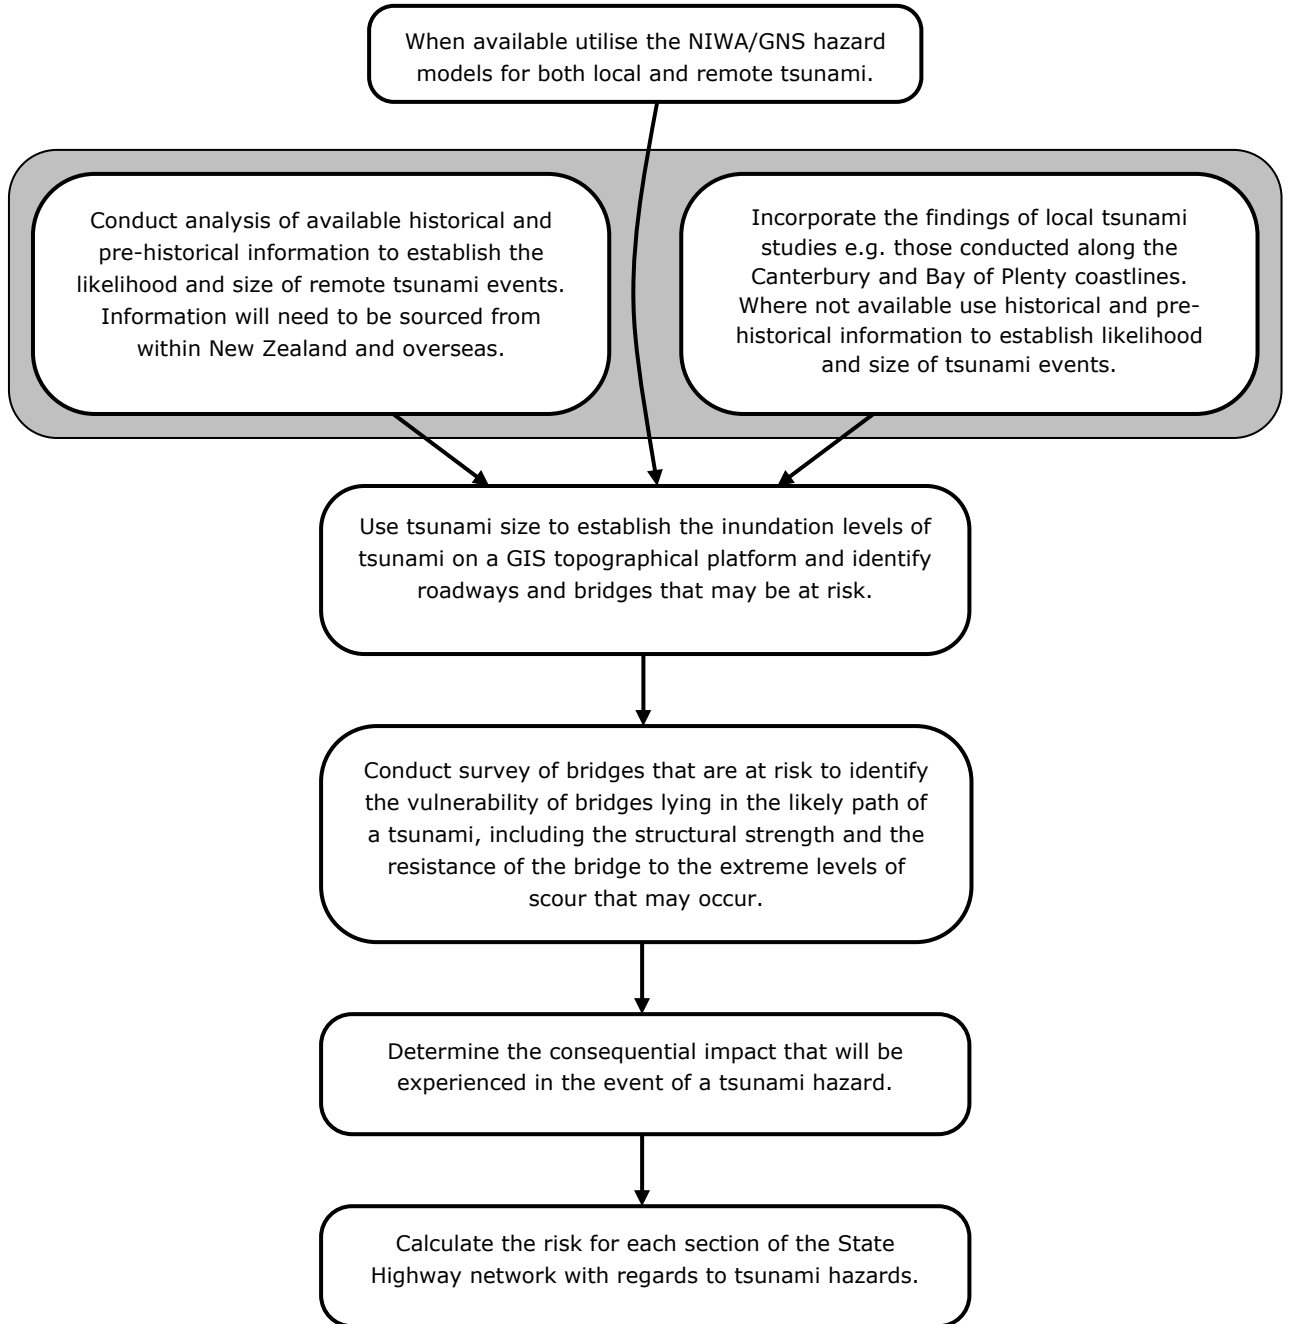 When available utilise the NIWA/GNS hazard
models for both local and remote tsunami.
Conduct analysis of available historical and
pre-historical information to establish the
likelihood and size of remote tsunami events.
Information will need to be sourced from
within New Zealand and overseas.
Incorporate the findings of local tsunami
studies e.g. those conducted along the
Canterbury and Bay of Plenty coastlines.
Where not available use historical and pre-
historical information to establish likelihood
and size of tsunami events.
Use tsunami size to establish the inundation levels of
tsunami on a GIS topographical platform and identify
roadways and bridges that may be at risk.
Conduct survey of bridges that are at risk to identify
the vulnerability of bridges lying in the likely path of
a tsunami, including the structural strength and the
resistance of the bridge to the extreme levels of
scour that may occur.
Determine the consequential impact that will be
experienced in the event of a tsunami hazard.
Calculate the risk for each section of the State
Highway network with regards to tsunami hazards.